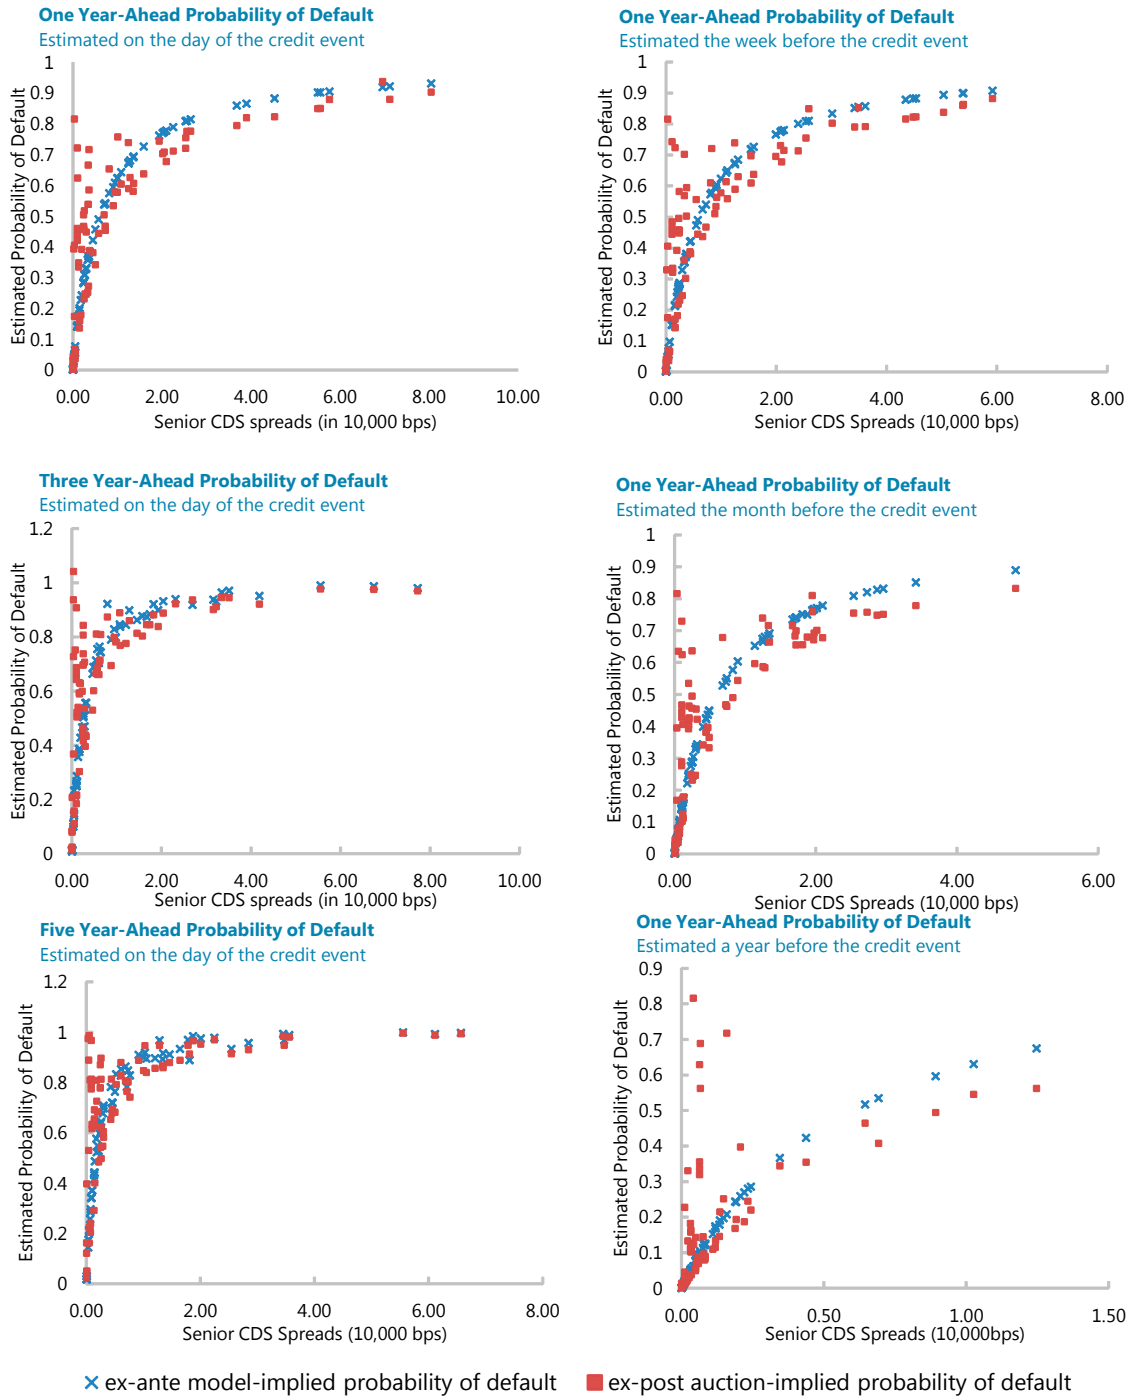 One Year-Ahead Probability of Default
Estimated on the day of the credit event
Estimated Probability of Default
1
0.9
0.8
0.7
0.6
0.5
0.4
0.3
0.2
0.1
0
0.00 2.00 4.00 6.00 8.00 10.00
Senior CDS spreads (in 10,000 bps)
One Year-Ahead Probability of Default
Estimated the week before the credit event
Estimated Probability of Default
1
0.9
0.8
0.7
0.6
0.5
0.4
0.3
0.2
0.1
0
0.00 2.00 4.00 6.00 8.00
Senior CDS spreads (10,000 bps)
Three Year-Ahead Probability of Default
Estimated on the day of the credit event
Estimated Probability of Default
1.2
1
0.8
0.6
0.4
0.2
0
0.00 2.00 4.00 6.00 8.00 10.00
Senior CDS spreads (in 10,000 bps)
One Year-Ahead Probability of Default
Estimated the month before the credit event
Estimated Probability of Default
1
0.9
0.8
0.7
0.6
0.5
0.4
0.3
0.2
0.1
0
0.00 2.00 4.00 6.00
Senior CDS Spreads (10,000 bps)
Five Year-Ahead Probability of Default
Estimated on the day of the credit event
Estimated Probability of Default
1.2
1
0.8
0.6
0.4
0.2
0
0.00 2.00 4.00 6.00 8.00
Senior CDS Spreads (10,000 bps)
One Year-Ahead Probability of Default
Estimated a year before the credit event
Estimated Probability of Default
0.9
0.8
0.7
0.6
0.5
0.4
0.3
0.2
0.1
0
0.00 0.50 1.00 1.50
Senior CDS Spreads (10,000bps)
ex-ante model-implied probability of default
ex-post auction-implied probability of default